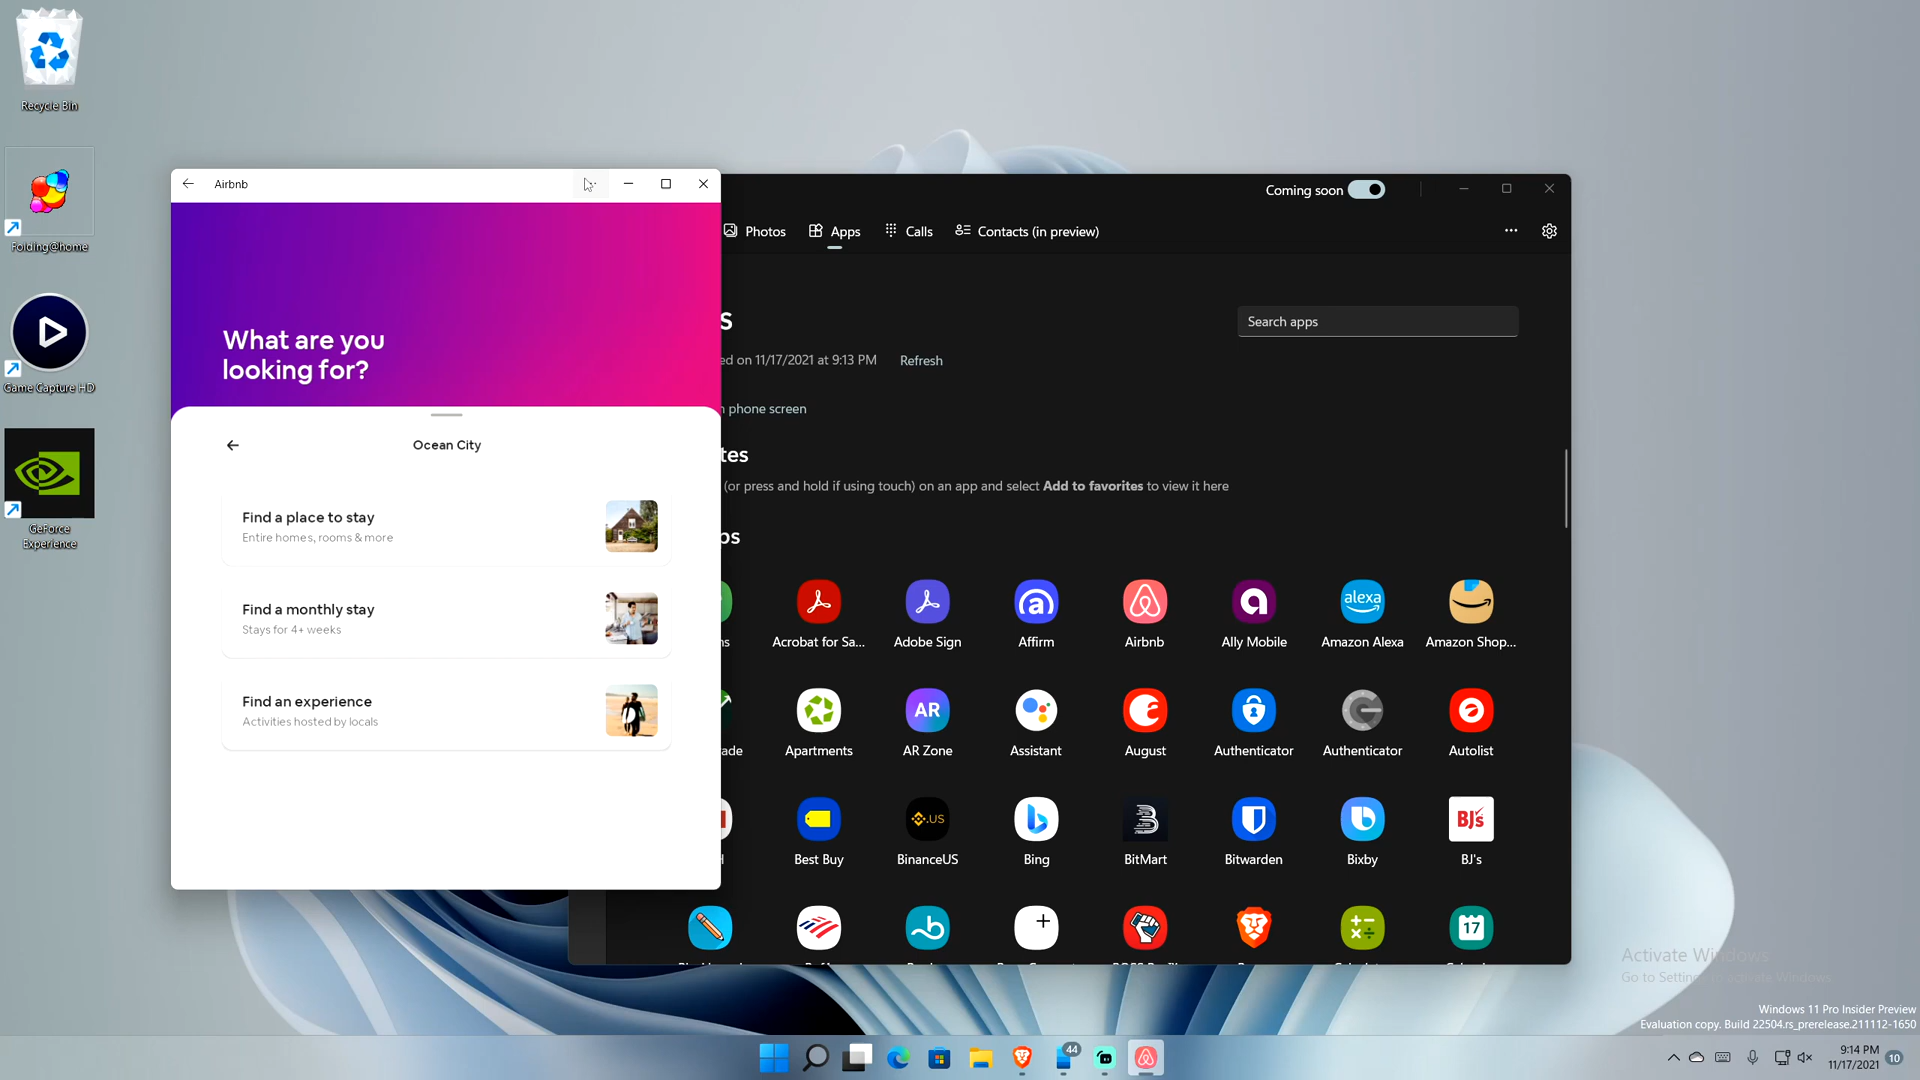 Recycle Bin
Folding@home
Game Capture HD
GeForce
Experience
Airbnb
What are you
looking for?
Ocean City
Find a place to stay
Entire homes, rooms & more
Find a monthly stay
Stays for 4+ weeks
Find an experience
Activities hosted by locals
Coming soon
Photos
Apps
Calls
Contacts (in preview)
s
Search apps
ed on 11/17/2021 at 9:13 PM
Refresh
phone screen
tes
(or press and hold if using touch) on an app and select Add to favorites to view it here
ps
ns
Acrobat for Sa...
Adobe Sign
Affirm
Airbnb
Ally Mobile
alexa
Amazon Alexa
Amazon Shop...
ade
Apartments
AR
AR Zone
Assistant
August
Authenticator
Authenticator
Autolist
Best Buy
.US
BinanceUS
Bing
BitMart
Bitwarden
Bixby
BJ's
BJ's
17
Activate Windows
Go to Settings to activate Windows.
Windows 11 Pro Insider Preview
Evaluation copy. Build 22504.rs_prerelease.211112-1650
44
9:14 PM
11/17/2021
10